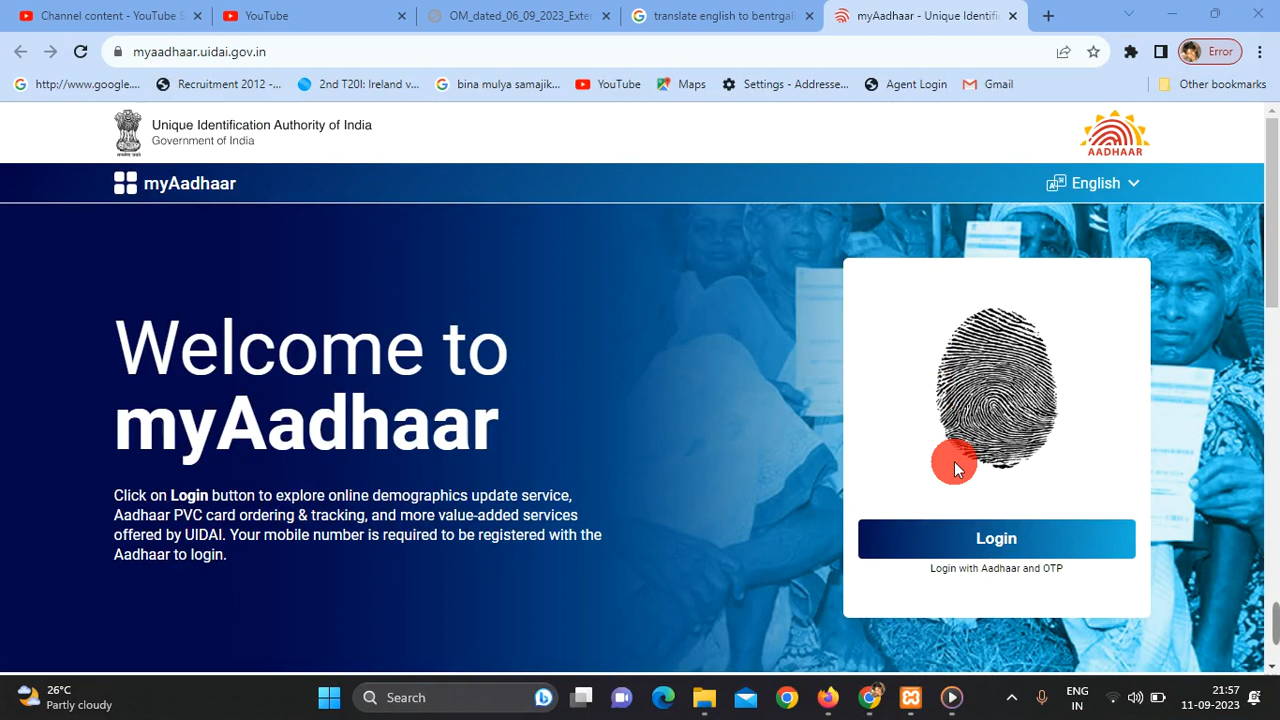 Channel content - YouTube S
YouTube
OM_dated_06_09_2023_Exter
translate english to bentrgali
myAadhaar - Unique Identific
myaadhaar.uidai.gov.in
Error
http://www.google....
Recruitment 2012 -...
2nd T20I: Ireland v...
bina mulya samajik...
YouTube
Maps
Settings - Addresse...
Agent Login
Gmail
Other bookmarks
Unique Identification Authority of India
Government of India
AADHAAR
myAadhaar
English
Welcome to
myAadhaar
Click on Login button to explore online demographics update service,
Aadhaar PVC card ordering & tracking, and more value-added services
offered by UIDAI. Your mobile number is required to be registered with the
Aadhaar to login.
Login
Login with Aadhaar and OTP
26°C
Partly cloudy
Search
ENG
IN
21:57
11-09-2023